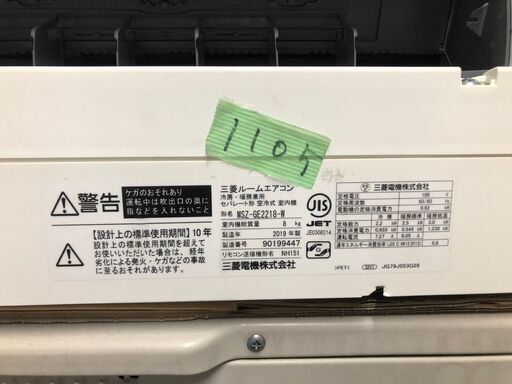 1105
警告
ケガのおそれあり
運転中は吹出口の奥に
指などを入れないこと
【設計上の標準使用期間】10年
設計上の標準使用期間を超えて
お使いいただいた場合は、経年
劣化による発火・ケガなどの事故
に至るおそれがあります。
三菱ルームエアコン
冷房・暖房兼用
セパレート形 空冷式 室内機
形名 MSZ-GE2218-W
室内機総質量 8 kg
製造年 2019年製
製造番号 90199447
リモコン送信機形名 NH151
三菱電機株式会社
JIS
JET
JE0308014
三菱電機株式会社
定格電圧 100 V
定格周波数 50/60 Hz
>PET<
JG79J053G28